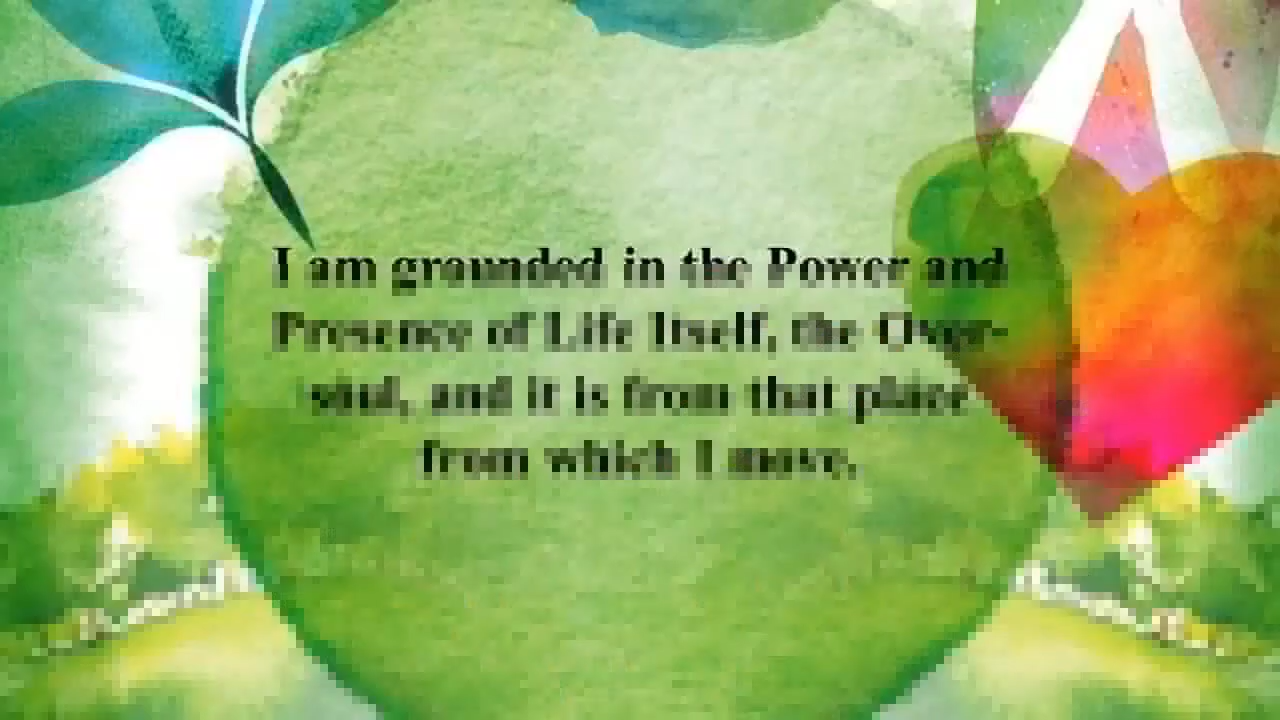 I am grounded in the Power and
Presence of Life Itself, the Over-
soul, and it is from that place
from which I move.